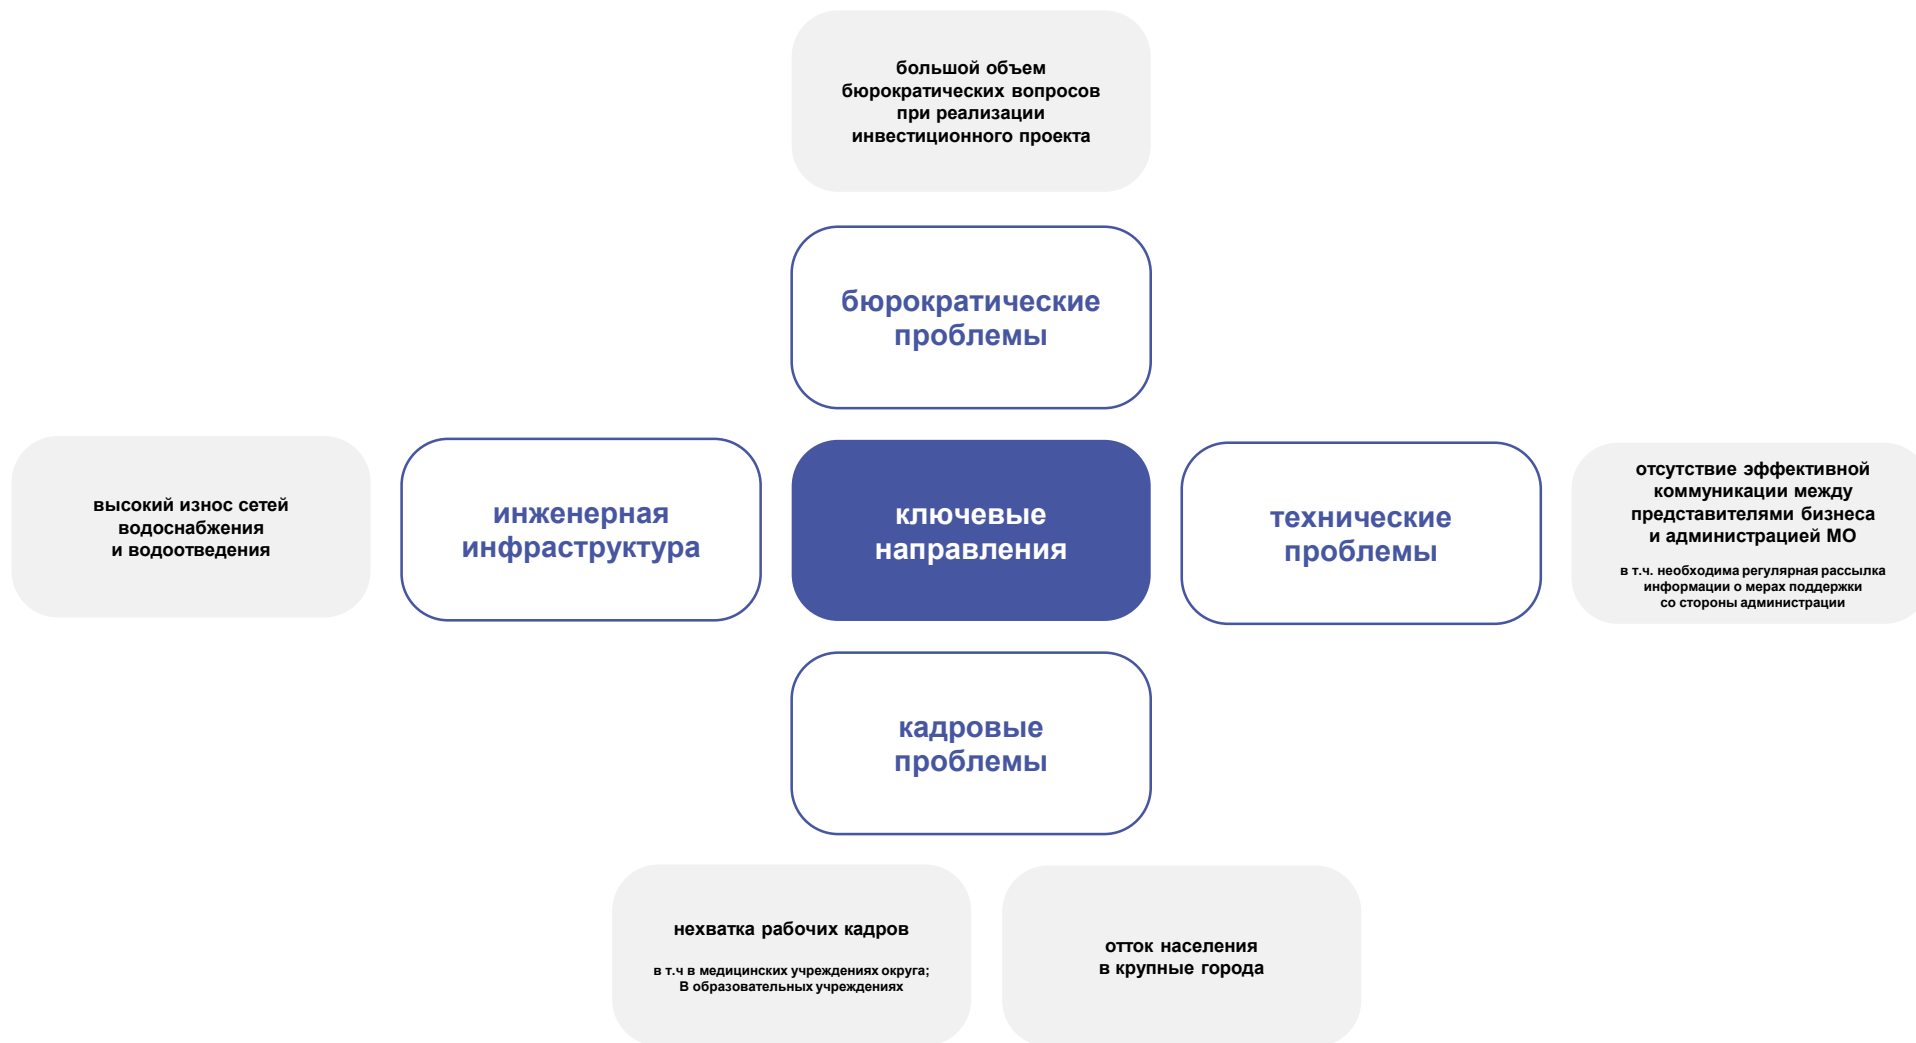 большой объем
бюрократических вопросов
при реализации
инвестиционного проекта
бюрократические
проблемы
высокий износ сетей
водоснабжения
и водоотведения
инженерная
инфраструктура
ключевые
направления
технические
проблемы
отсутствие эффективной
коммуникации между
представителями бизнеса
и администрацией МО
в т.ч. необходима регулярная рассылка
информации о мерах поддержки
со стороны администрации
кадровые
проблемы
нехватка рабочих кадров
в т.ч в медицинских учреждениях округа;
В образовательных учреждениях
отток населения
в крупные города